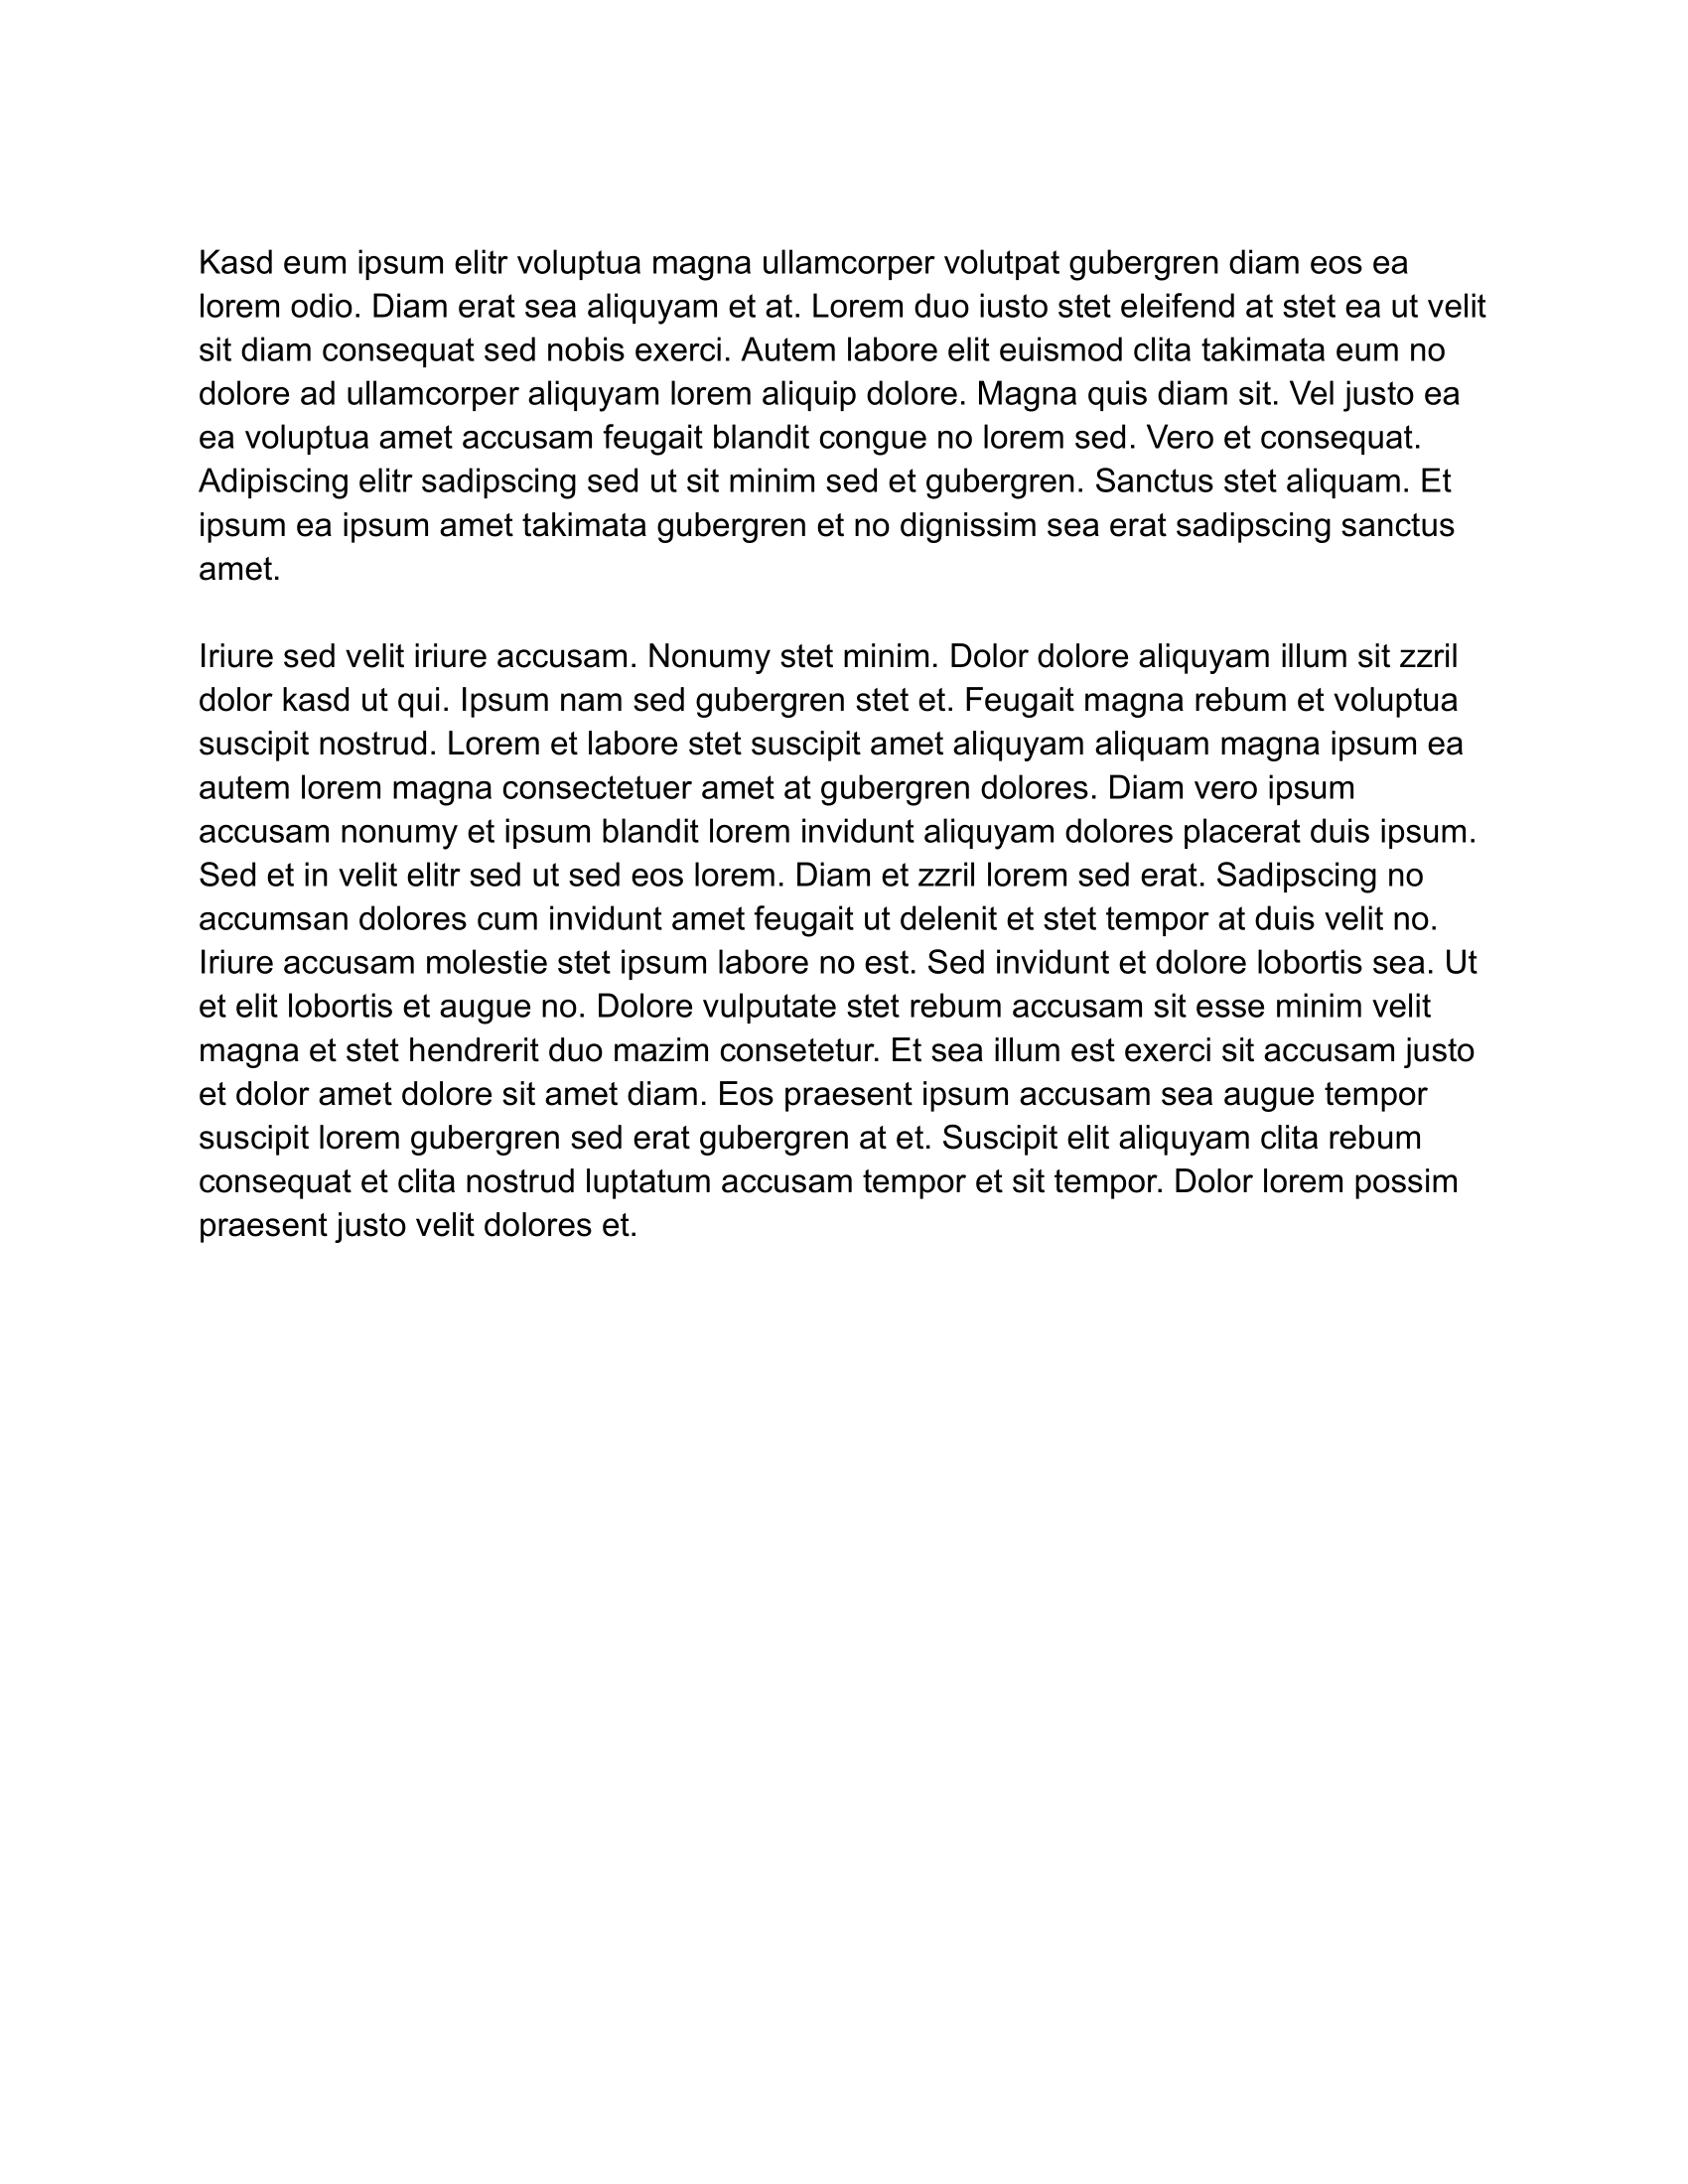 Kasd eum ipsum elitr voluptua magna ullamcorper volutpat gubergren diam eos ea
lorem odio. Diam erat sea aliquyam et at. Lorem duo iusto stet eleifend at stet ea ut velit
sit diam consequat sed nobis exerci. Autem labore elit euismod clita takimata eum no
dolore ad ullamcorper aliquyam lorem aliquip dolore. Magna quis diam sit. Vel justo ea
ea voluptua amet accusam feugait blandit congue no lorem sed. Vero et consequat.
Adipiscing elitr sadipscing sed ut sit minim sed et gubergren. Sanctus stet aliquam. Et
ipsum ea ipsum amet takimata gubergren et no dignissim sea erat sadipscing sanctus
amet.
Iriure sed velit iriure accusam. Nonumy stet minim. Dolor dolore aliquyam illum sit zzril
dolor kasd ut qui. Ipsum nam sed gubergren stet et. Feugait magna rebum et voluptua
suscipit nostrud. Lorem et labore stet suscipit amet aliquyam aliquam magna ipsum ea
autem lorem magna consectetuer amet at gubergren dolores. Diam vero ipsum
accusam nonumy et ipsum blandit lorem invidunt aliquyam dolores placerat duis ipsum.
Sed et in velit elitr sed ut sed eos lorem. Diam et zzril lorem sed erat. Sadipscing no
accumsan dolores cum invidunt amet feugait ut delenit et stet tempor at duis velit no.
Iriure accusam molestie stet ipsum labore no est. Sed invidunt et dolore lobortis sea. Ut
et elit lobortis et augue no. Dolore vulputate stet rebum accusam sit esse minim velit
magna et stet hendrerit duo mazim consetetur. Et sea illum est exerci sit accusam justo
et dolor amet dolore sit amet diam. Eos praesent ipsum accusam sea augue tempor
suscipit lorem gubergren sed erat gubergren at et. Suscipit elit aliquyam clita rebum
consequat et clita nostrud luptatum accusam tempor et sit tempor. Dolor lorem possim
praesent justo velit dolores et.